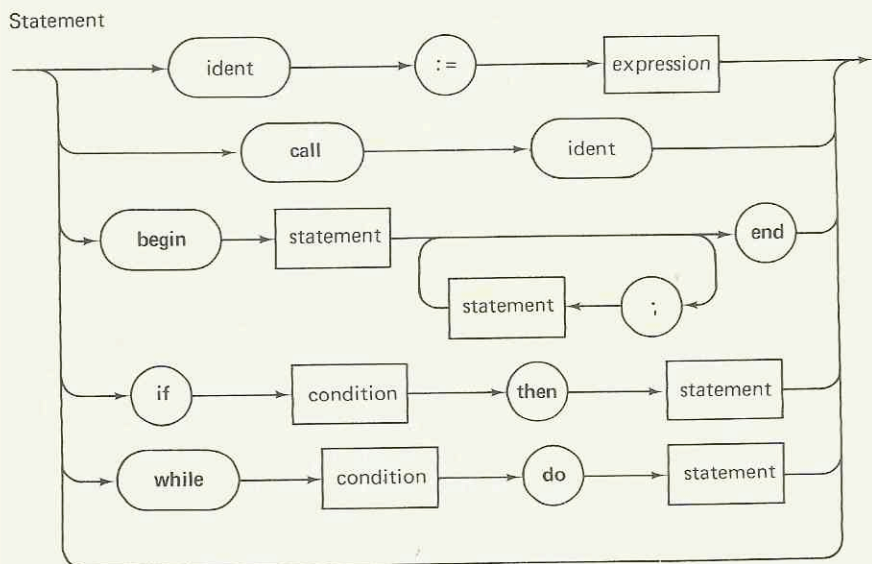 Statement
ident := expression
call ident
begin statement end
statement ;
if condition then statement
while condition do statement